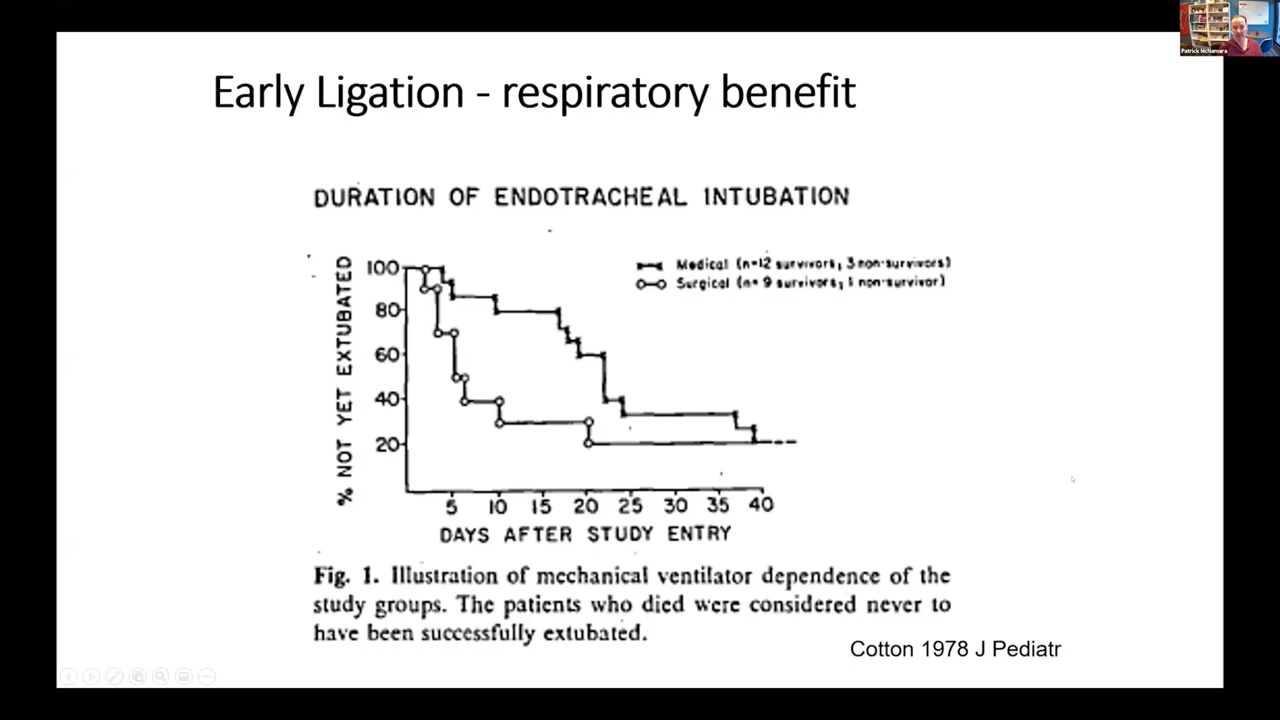 Patrick McNamara
Early Ligation - respiratory benefit
DURATION OF ENDOTRACHEAL INTUBATION
Medical (n=12 survivors, 3 non-survivors)
Surgical (n= 9 survivors, 1 non-survivor)
% NOT YET EXTUBATED
100
80
60
40
20
5 10 15 20 25 30 35 40
DAYS AFTER STUDY ENTRY
Fig. 1. Illustration of mechanical ventilator dependence of the
study groups. The patients who died were considered never to
have been successfully extubated.
Cotton 1978 J Pediatr